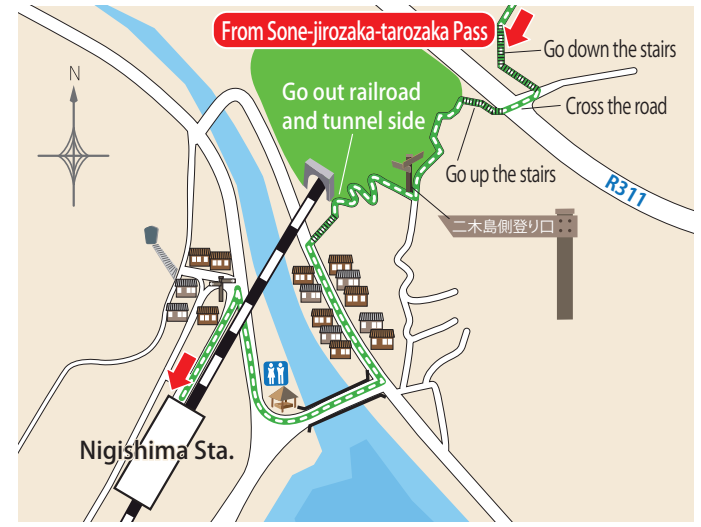 From Sone-jirozaka-tarozaka Pass
Go down the stairs
N
Go out railroad
and tunnel side
Cross the road
Go up the stairs
R311
二木島側登り口
Nigishima Sta.